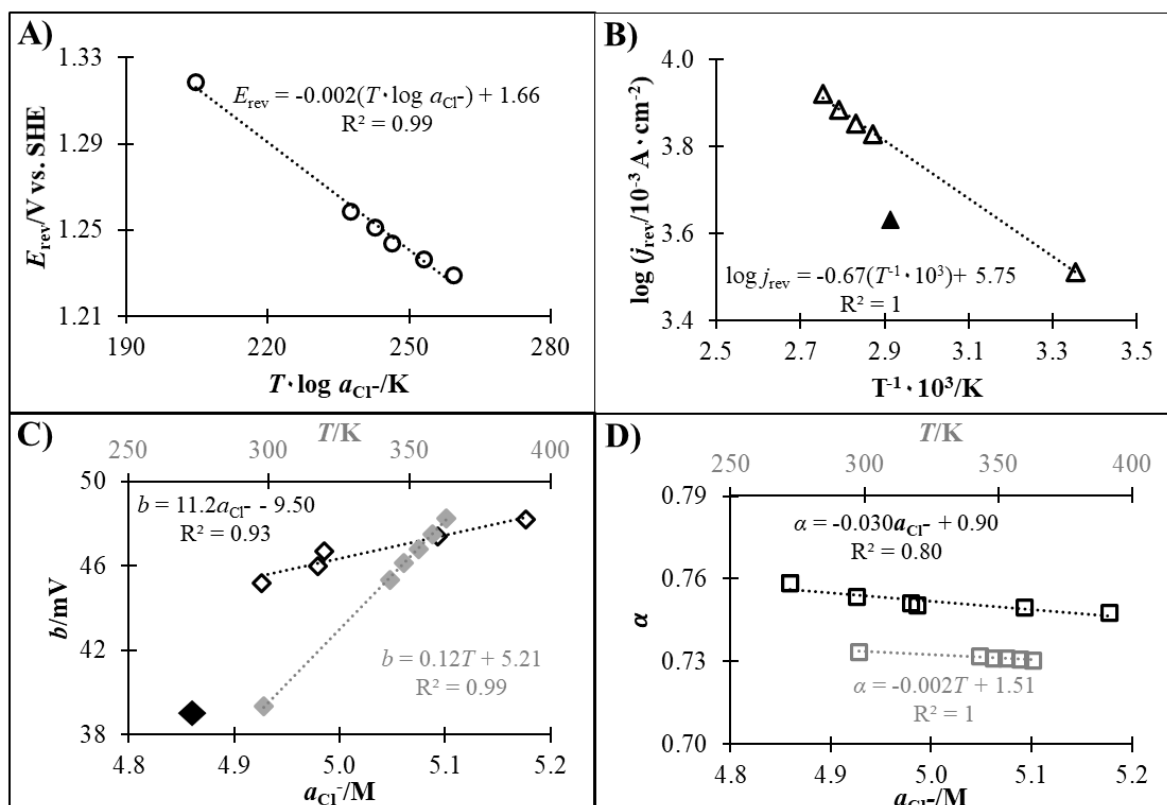 A)
1.33
1.29
1.25
1.21
E_rev/V vs. SHE
E_rev = -0.002(T·log a_Cl-) + 1.66
R² = 0.99
190 220 250 280
T·log a_Cl-/K
B)
4.0
3.8
3.6
3.4
log (j_rev/10⁻³ A·cm⁻²)
log j_rev = -0.67(T⁻¹·10³)+ 5.75
R² = 1
2.5 2.7 2.9 3.1 3.3 3.5
T⁻¹·10³/K
C)
T/K
250 300 350 400
50
46
42
38
b/mV
b = 11.2a_Cl- - 9.50
R² = 0.93
b = 0.12T + 5.21
R² = 0.99
4.8 4.9 5.0 5.1 5.2
a_Cl-/M
D)
T/K
250 300 350 400
0.79
0.76
0.73
0.70
α
α = -0.030a_Cl- + 0.90
R² = 0.80
α = -0.002T + 1.51
R² = 1
4.8 4.9 5.0 5.1 5.2
a_Cl-/M